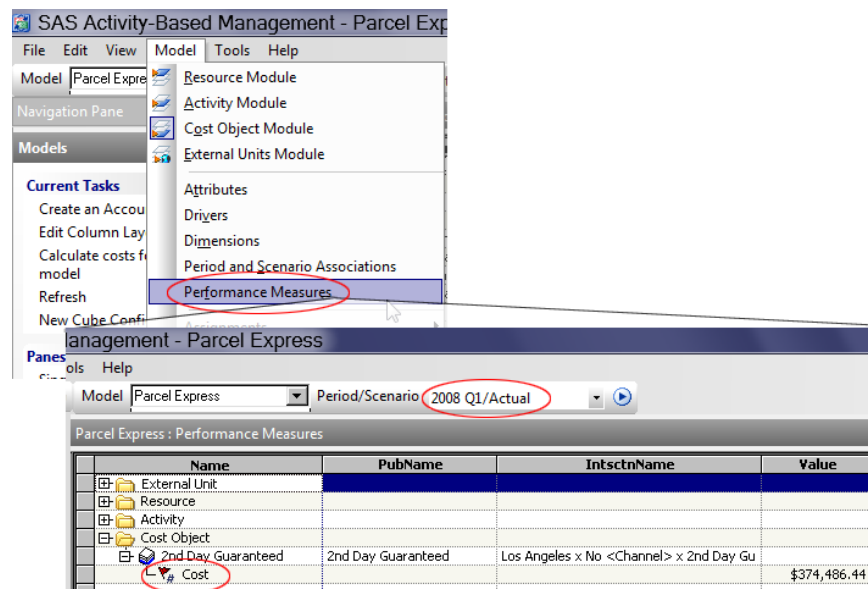 SAS Activity-Based Management - Parcel Exp
File Edit View Model Tools Help
Model Parcel Expre
Resource Module
Navigation Pane
Activity Module
Models
Cost Object Module
External Units Module
Current Tasks
Attributes
Create an Accou
Drivers
Edit Column Lay
Dimensions
Calculate costs f
model
Period and Scenario Associations
Refresh
Performance Measures
New Cube Confi
Assignments
Panes
anagement - Parcel Express
ols Help
Model Parcel Express Period/Scenario 2008 Q1/Actual
Parcel Express : Performance Measures
Name PubName IntsctnName Value
External Unit
Resource
Activity
Cost Object
2nd Day Guaranteed 2nd Day Guaranteed Los Angeles x No <Channel> x 2nd Day Gu
# Cost $374,486.44